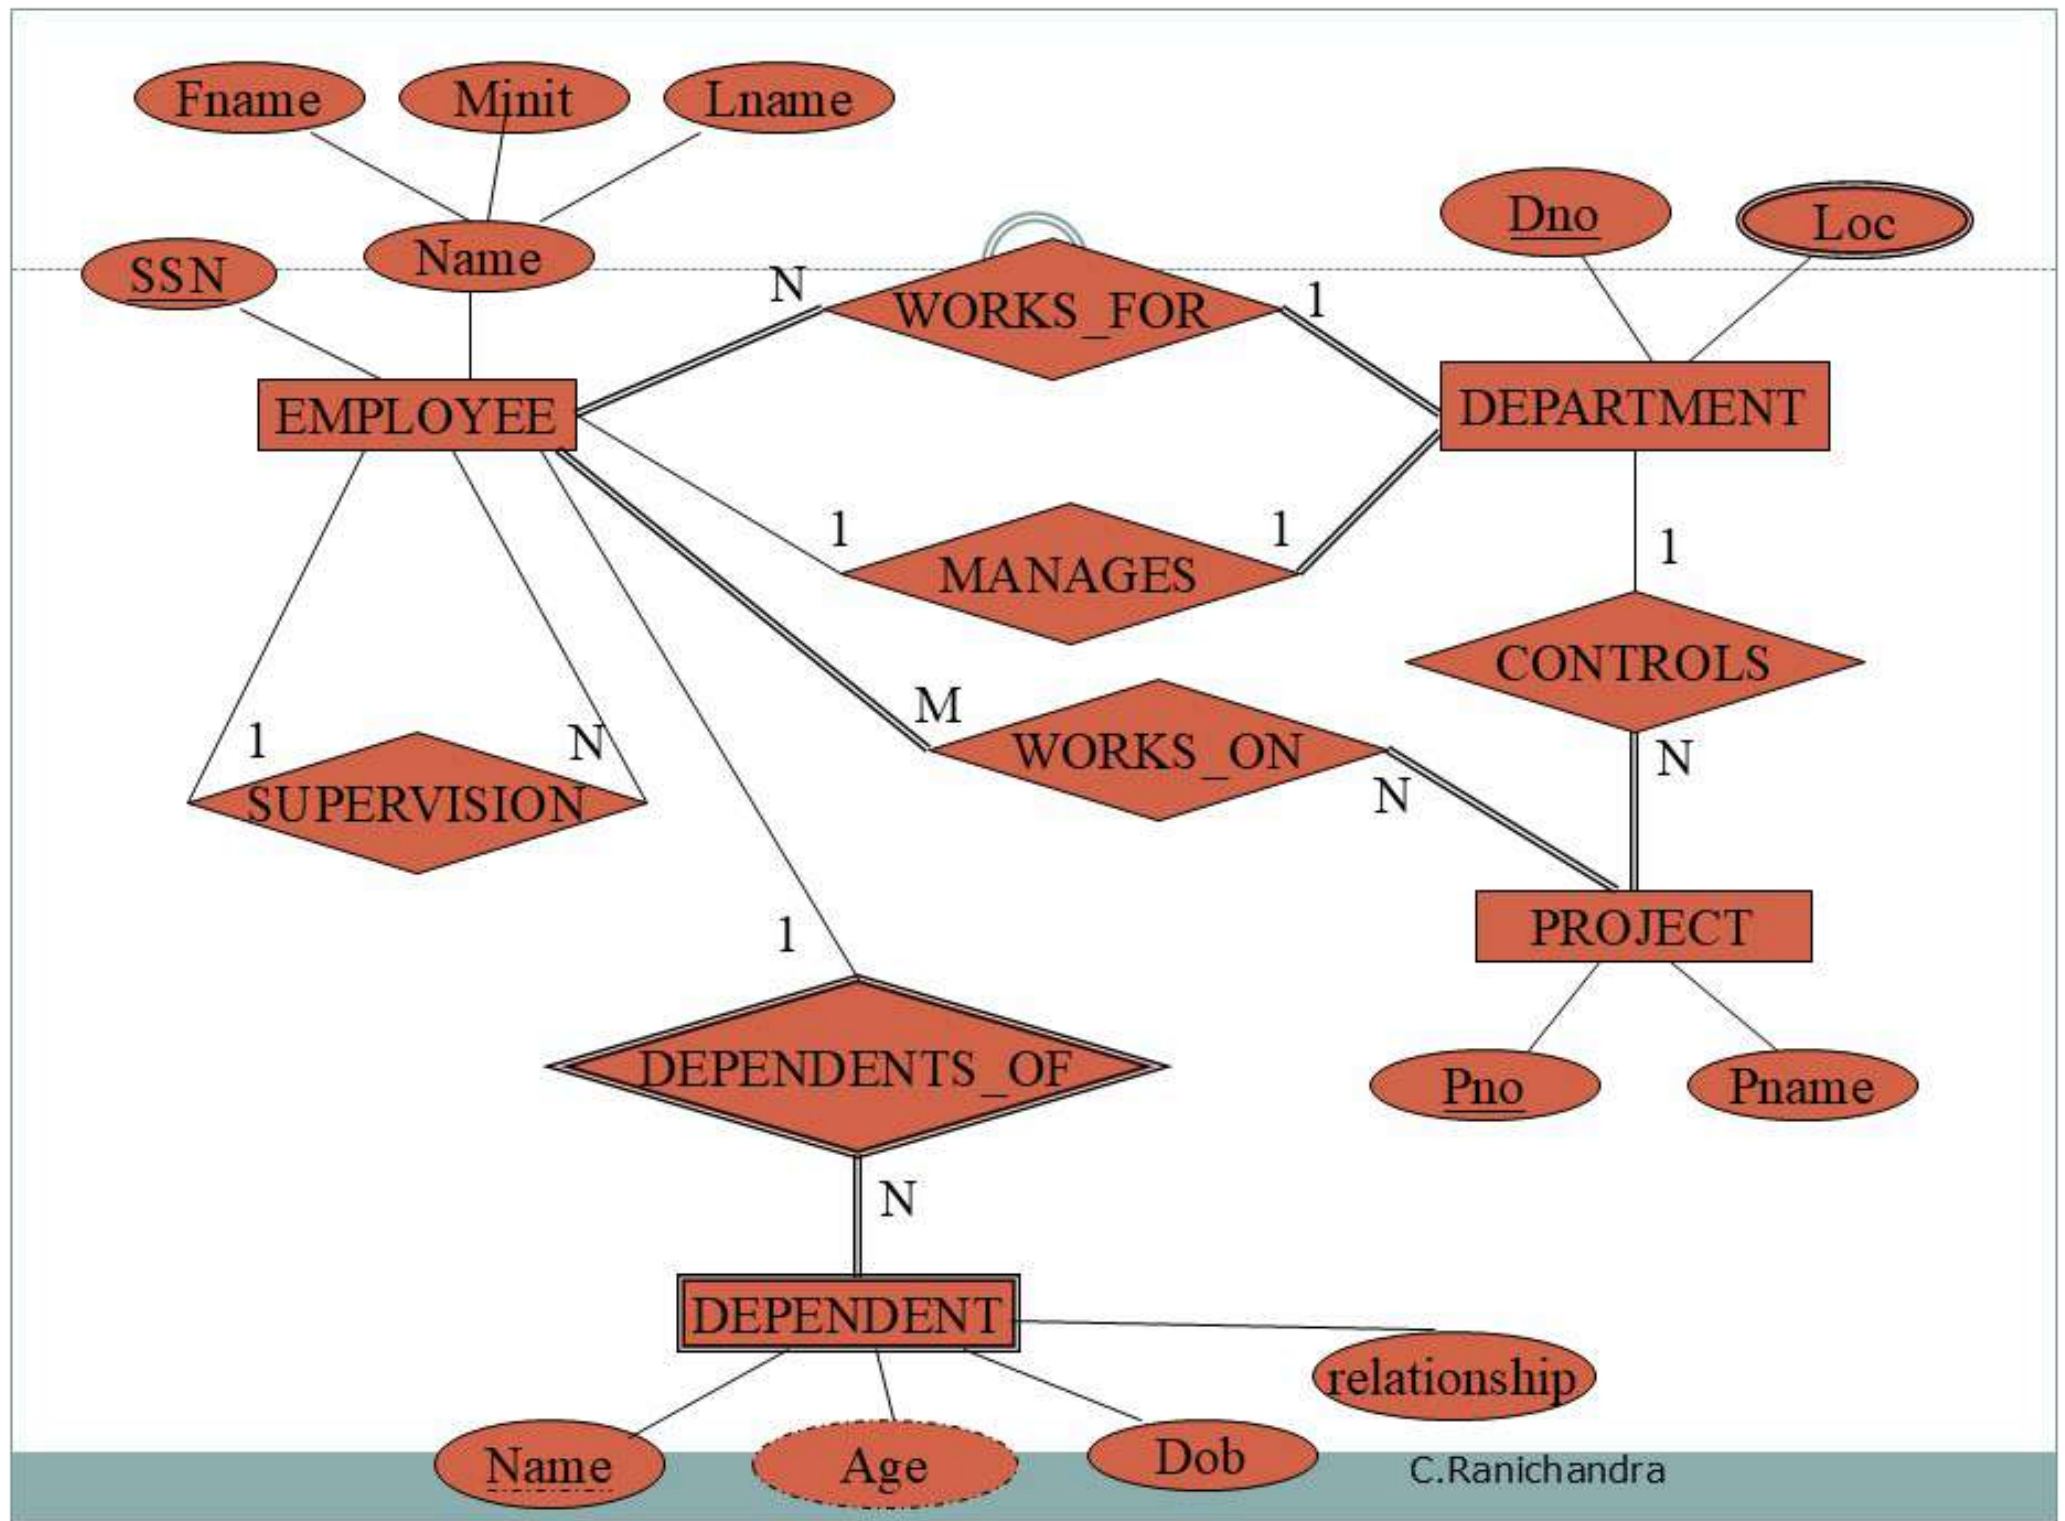 Fname Minit Lname
Dno Loc
SSN Name
N WORKS_FOR 1
EMPLOYEE DEPARTMENT
1 MANAGES 1
1
CONTROLS
M WORKS_ON N
N
1 N
SUPERVISION
PROJECT
1
DEPENDENTS_OF
Pno Pname
N
DEPENDENT
relationship
Name Age Dob
C.Ranichandra